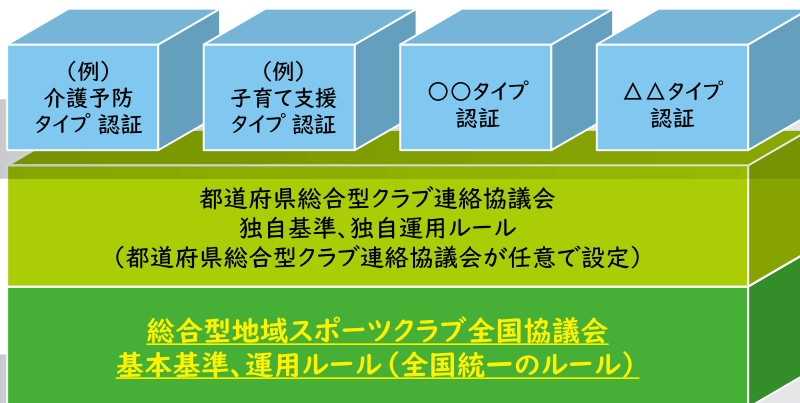 (例)
介護予防
タイプ 認証
(例)
子育て支援
タイプ 認証
〇〇タイプ
認証
△△タイプ
認証
都道府県総合型クラブ連絡協議会
独自基準、独自運用ルール
(都道府県総合型クラブ連絡協議会が任意で設定)
総合型地域スポーツクラブ全国協議会
基本基準、運用ルール(全国統一のルール)